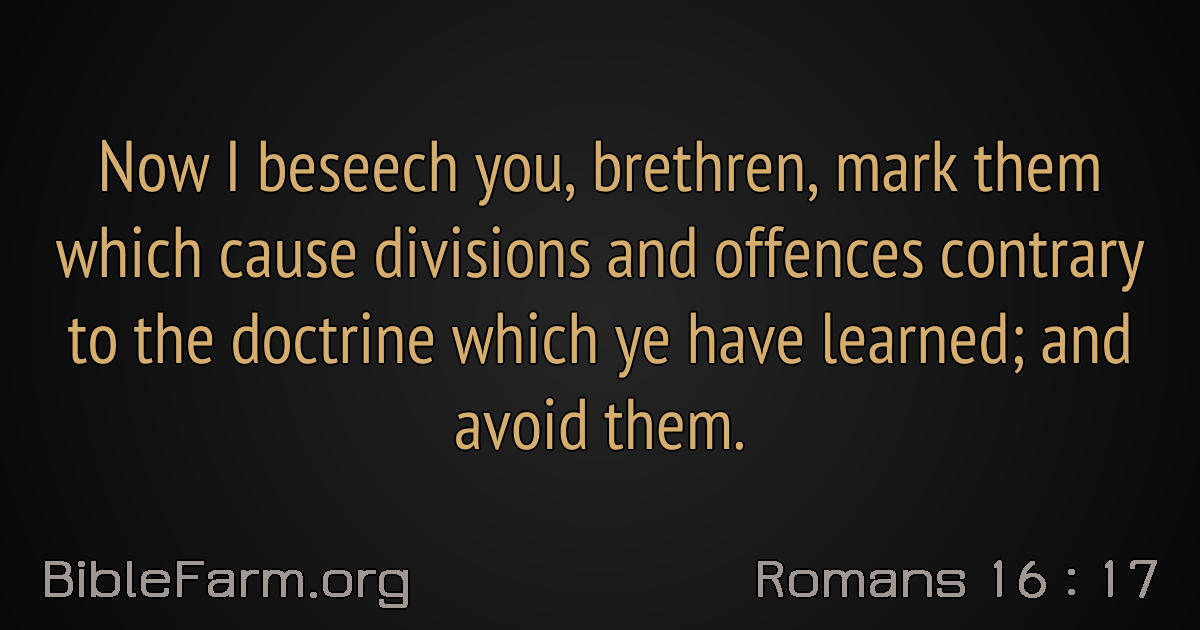 Now I beseech you, brethren, mark them
which cause divisions and offences contrary
to the doctrine which ye have learned; and
avoid them.
BibleFarm.org
Romans 16 : 17